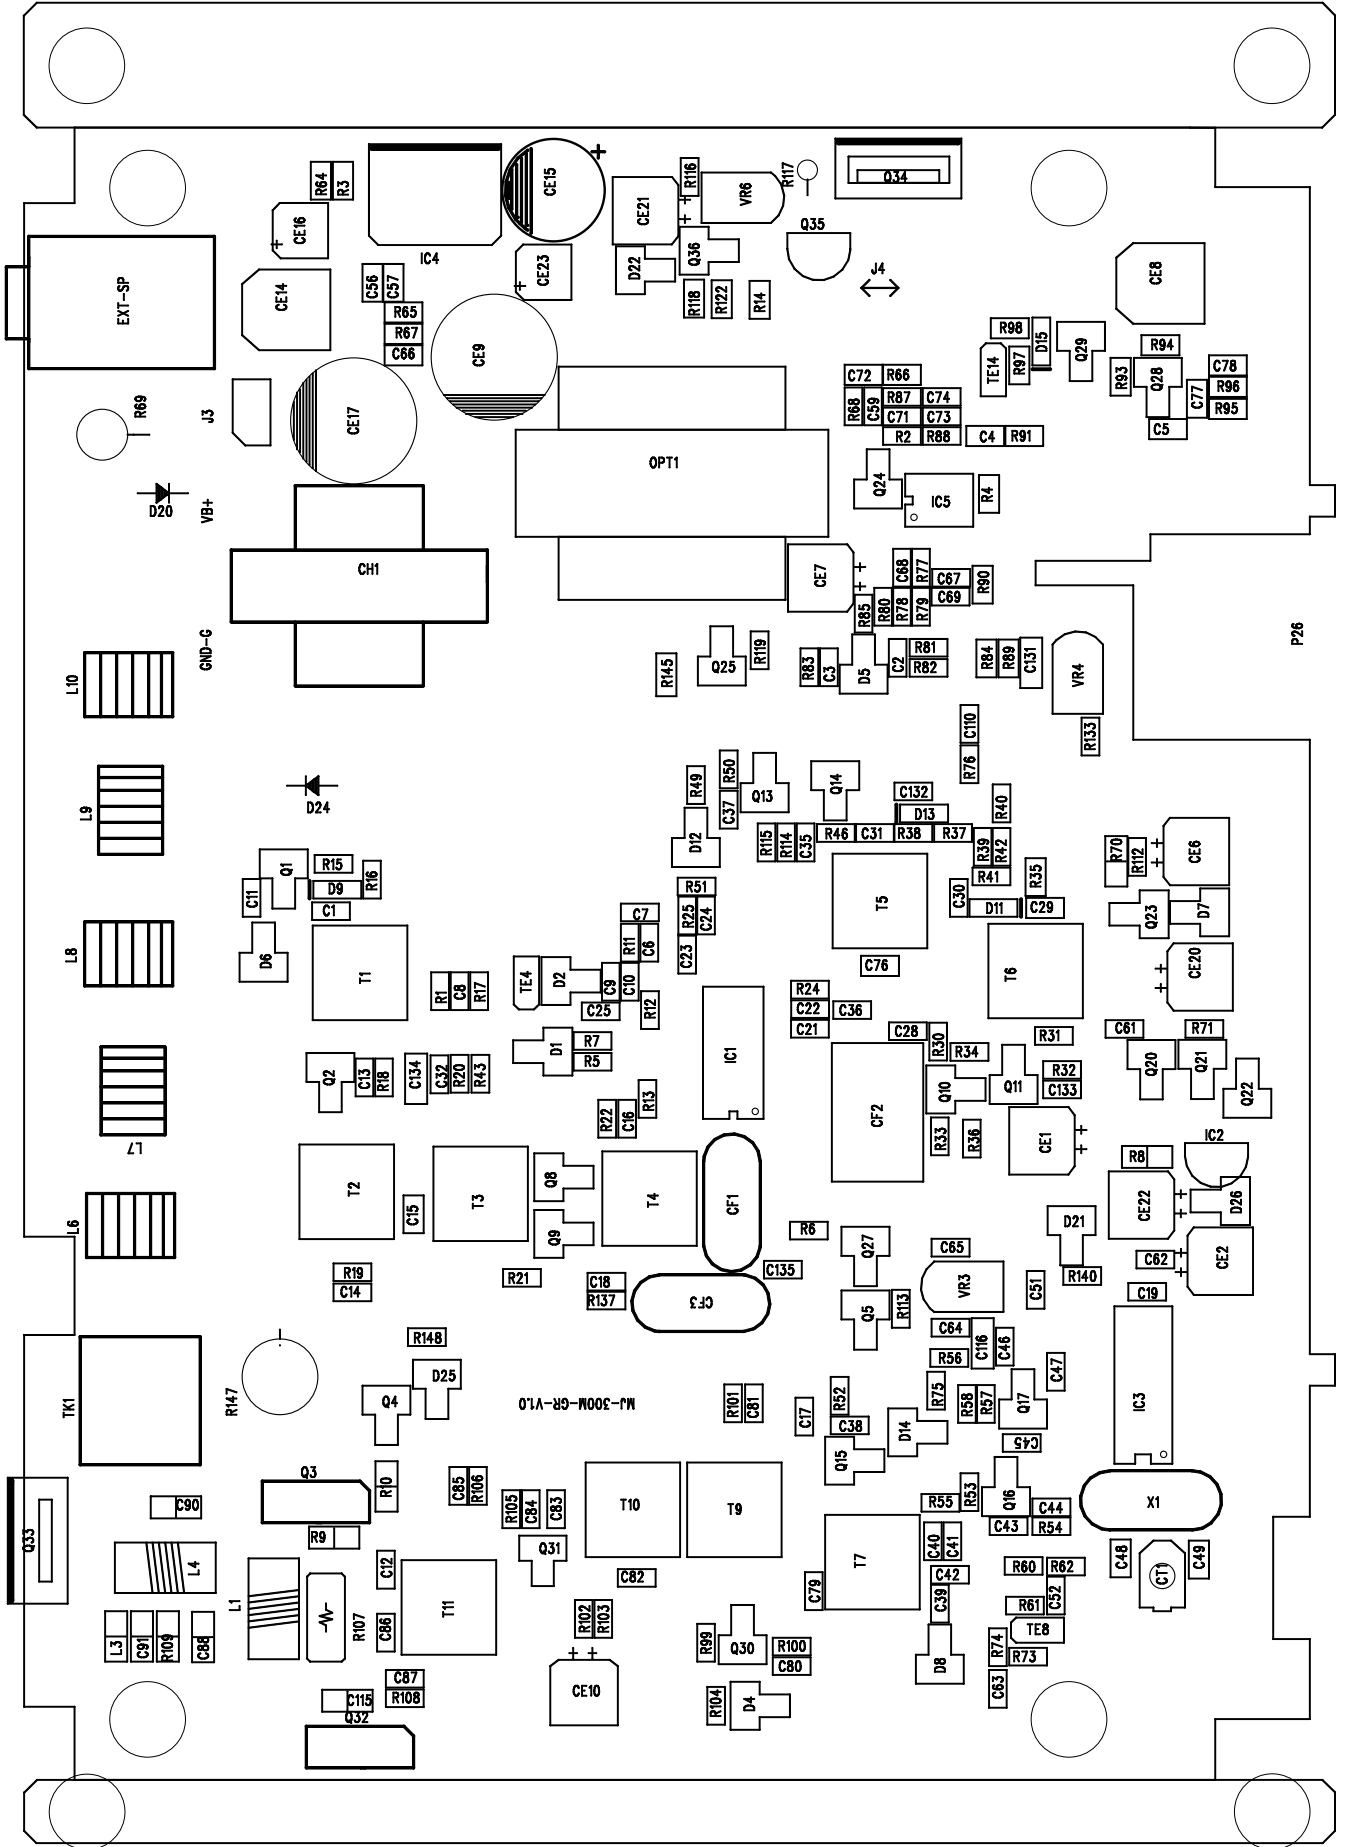 R64
R3
CE16
IC4
CE15
CE21
R116
VR6
R117
Q34
Q35
Q36
D22
CE23
J4
CE8
EXT-SP
CE14
C56
C57
R65
R67
C66
R118
R122
R14
CE9
R98
D15
TE14
R97
Q29
R94
R93
Q28
C78
R96
R95
C77
C5
C72
R66
R68
C59
R87
C74
C71
C73
R2
R88
C4
R91
R69
J3
CE17
OPT1
Q24
IC5
R4
D20
VB+
CH1
CE7
C68
R77
C67
R90
C69
R85
R80
R78
R79
P26
GND-G
Q25
R119
R145
R83
C3
D5
C2
R81
R82
R84
R89
C131
VR4
R133
L10
C110
R76
L9
D24
R49
R50
C37
Q13
Q14
C132
D13
R40
D12
R115
R114
C35
R46
C31
R38
R37
R39
R42
R41
R70
R112
CE6
Q1
R15
D9
R16
C11
C1
R51
R25
C24
C7
R11
C6
C23
T5
C30
D11
R35
C29
Q23
D7
L8
D6
T1
R1
C8
R17
TE4
D2
C9
C10
C25
R12
C76
T6
CE20
R24
C22
C21
C36
C28
R30
R34
R31
C61
R71
IC1
D1
R7
R5
L7
Q2
C13
R18
C134
C32
R20
R43
R13
R22
C16
CF2
Q10
Q11
R32
C133
Q20
Q21
Q22
R33
R36
CE1
IC2
R8
L6
T2
C15
T3
Q8
Q9
T4
CF1
R6
Q27
C65
D21
CE22
D26
CE2
C62
R140
C19
R19
C14
R21
C18
R137
CF3
C135
VR3
C51
Q5
R113
C64
C116
C46
R56
C47
R148
D25
TK1
R147
Q4
MJ-300M-GR-V1.0
R101
C81
C17
R52
C38
R75
R58
R57
Q17
IC3
D14
C45
Q15
Q3
R10
C85
R106
R105
C84
C83
T10
T9
R55
R53
Q16
C44
C43
R54
X1
C90
R9
Q33
L4
Q31
T7
C40
C41
C48
CT1
C49
C12
C82
C79
C42
C39
R60
R62
R61
C52
L1
R107
T11
C86
R102
R103
TE8
L3
C91
R109
C88
R99
Q30
R100
C80
D8
R74
R73
C63
C87
R108
C115
Q32
CE10
R104
D4